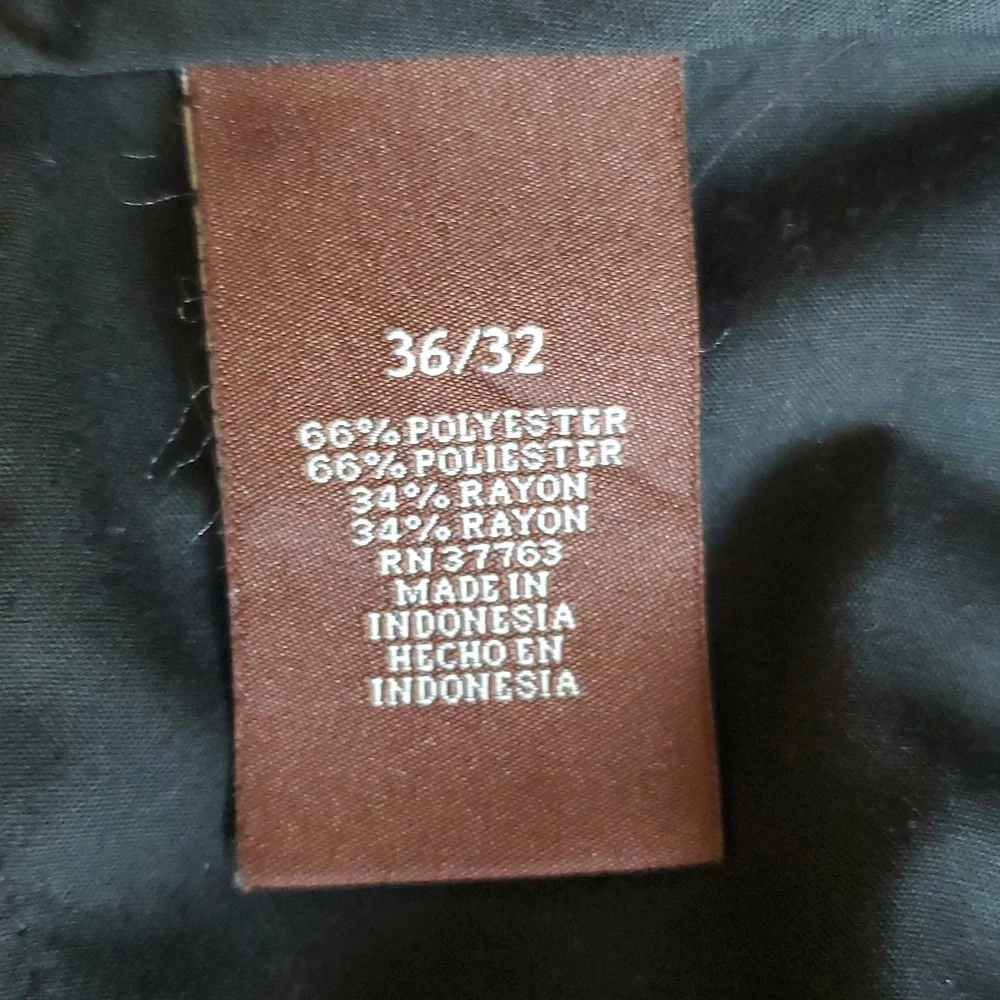 36/32
66% POLYESTER
66% POLIESTER
34% RAYON
34% RAYON
RN 37763
MADE IN
INDONESIA
HECHO EN
INDONESIA